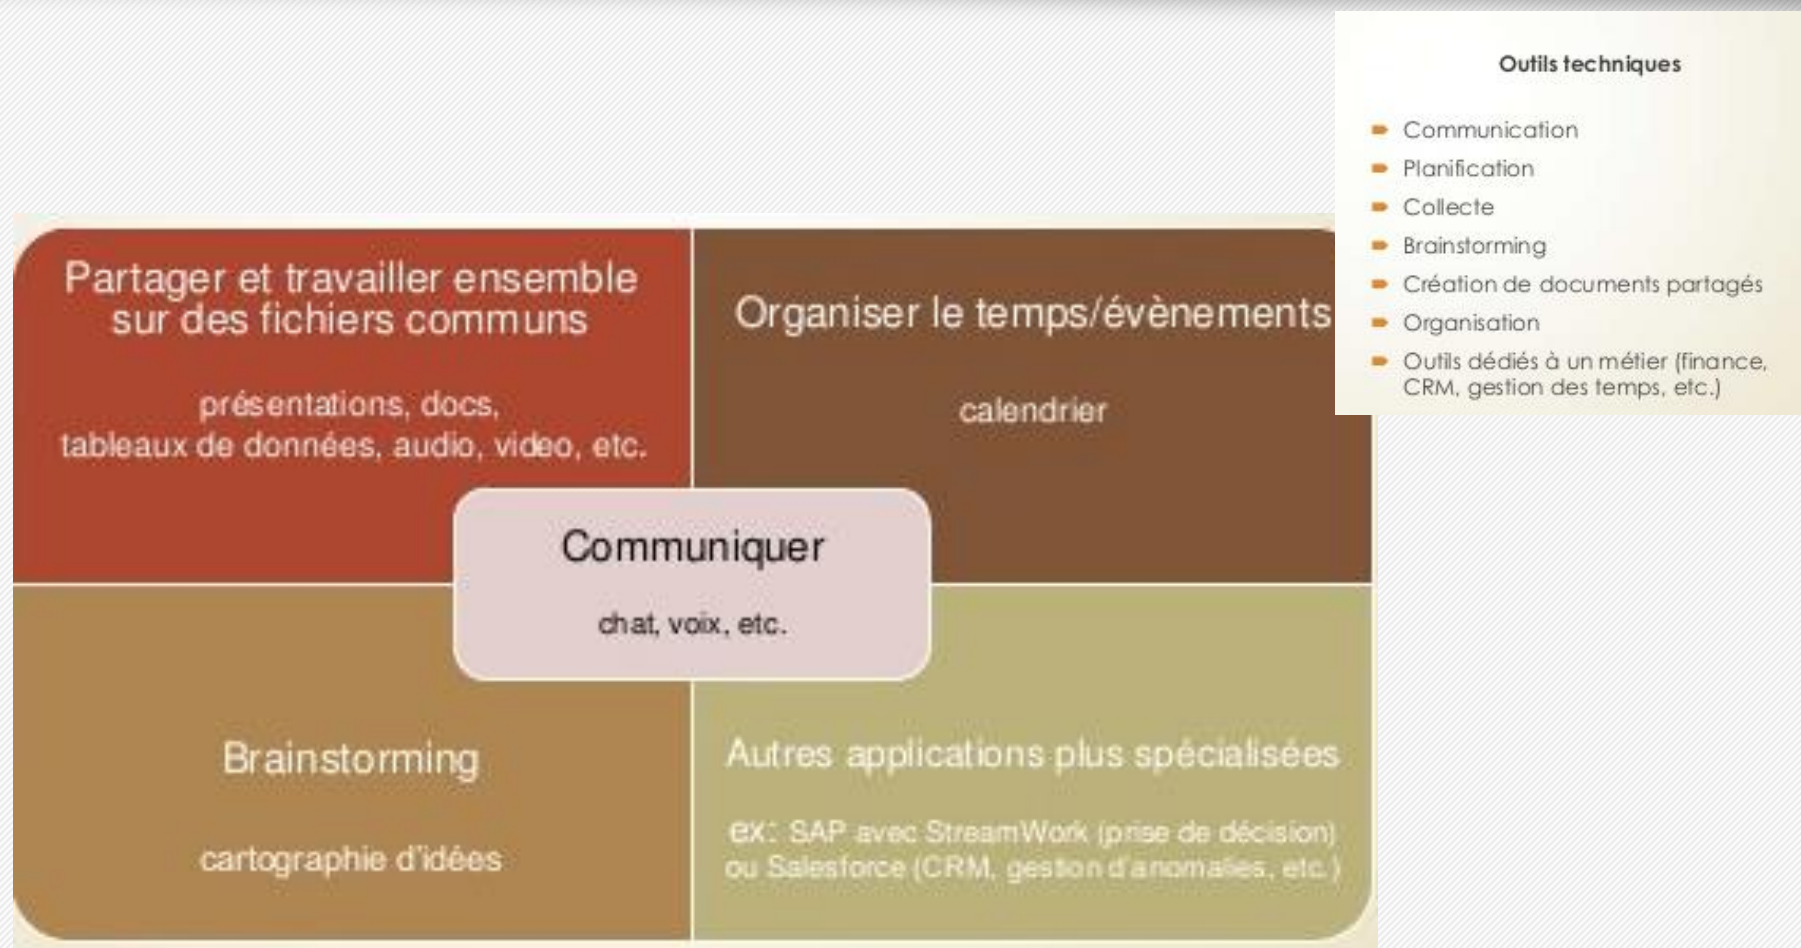 Outils techniques
Communication
Planification
Collecte
Brainstorming
Création de documents partagés
Organisation
Outils dédiés à un métier (finance,
CRM, gestion des temps, etc.)
Partager et travailler ensemble
sur des fichiers communs
présentations, docs,
tableaux de données, audio, video, etc.
Organiser le temps/évènements
calendrier
Communiquer
chat, voix, etc.
Brainstorming
cartographie d'idées
Autres applications plus spécialisées
ex: SAP avec StreamWork (prise de décision)
ou Salesforce (CRM, gestion d'anomalies, etc.)